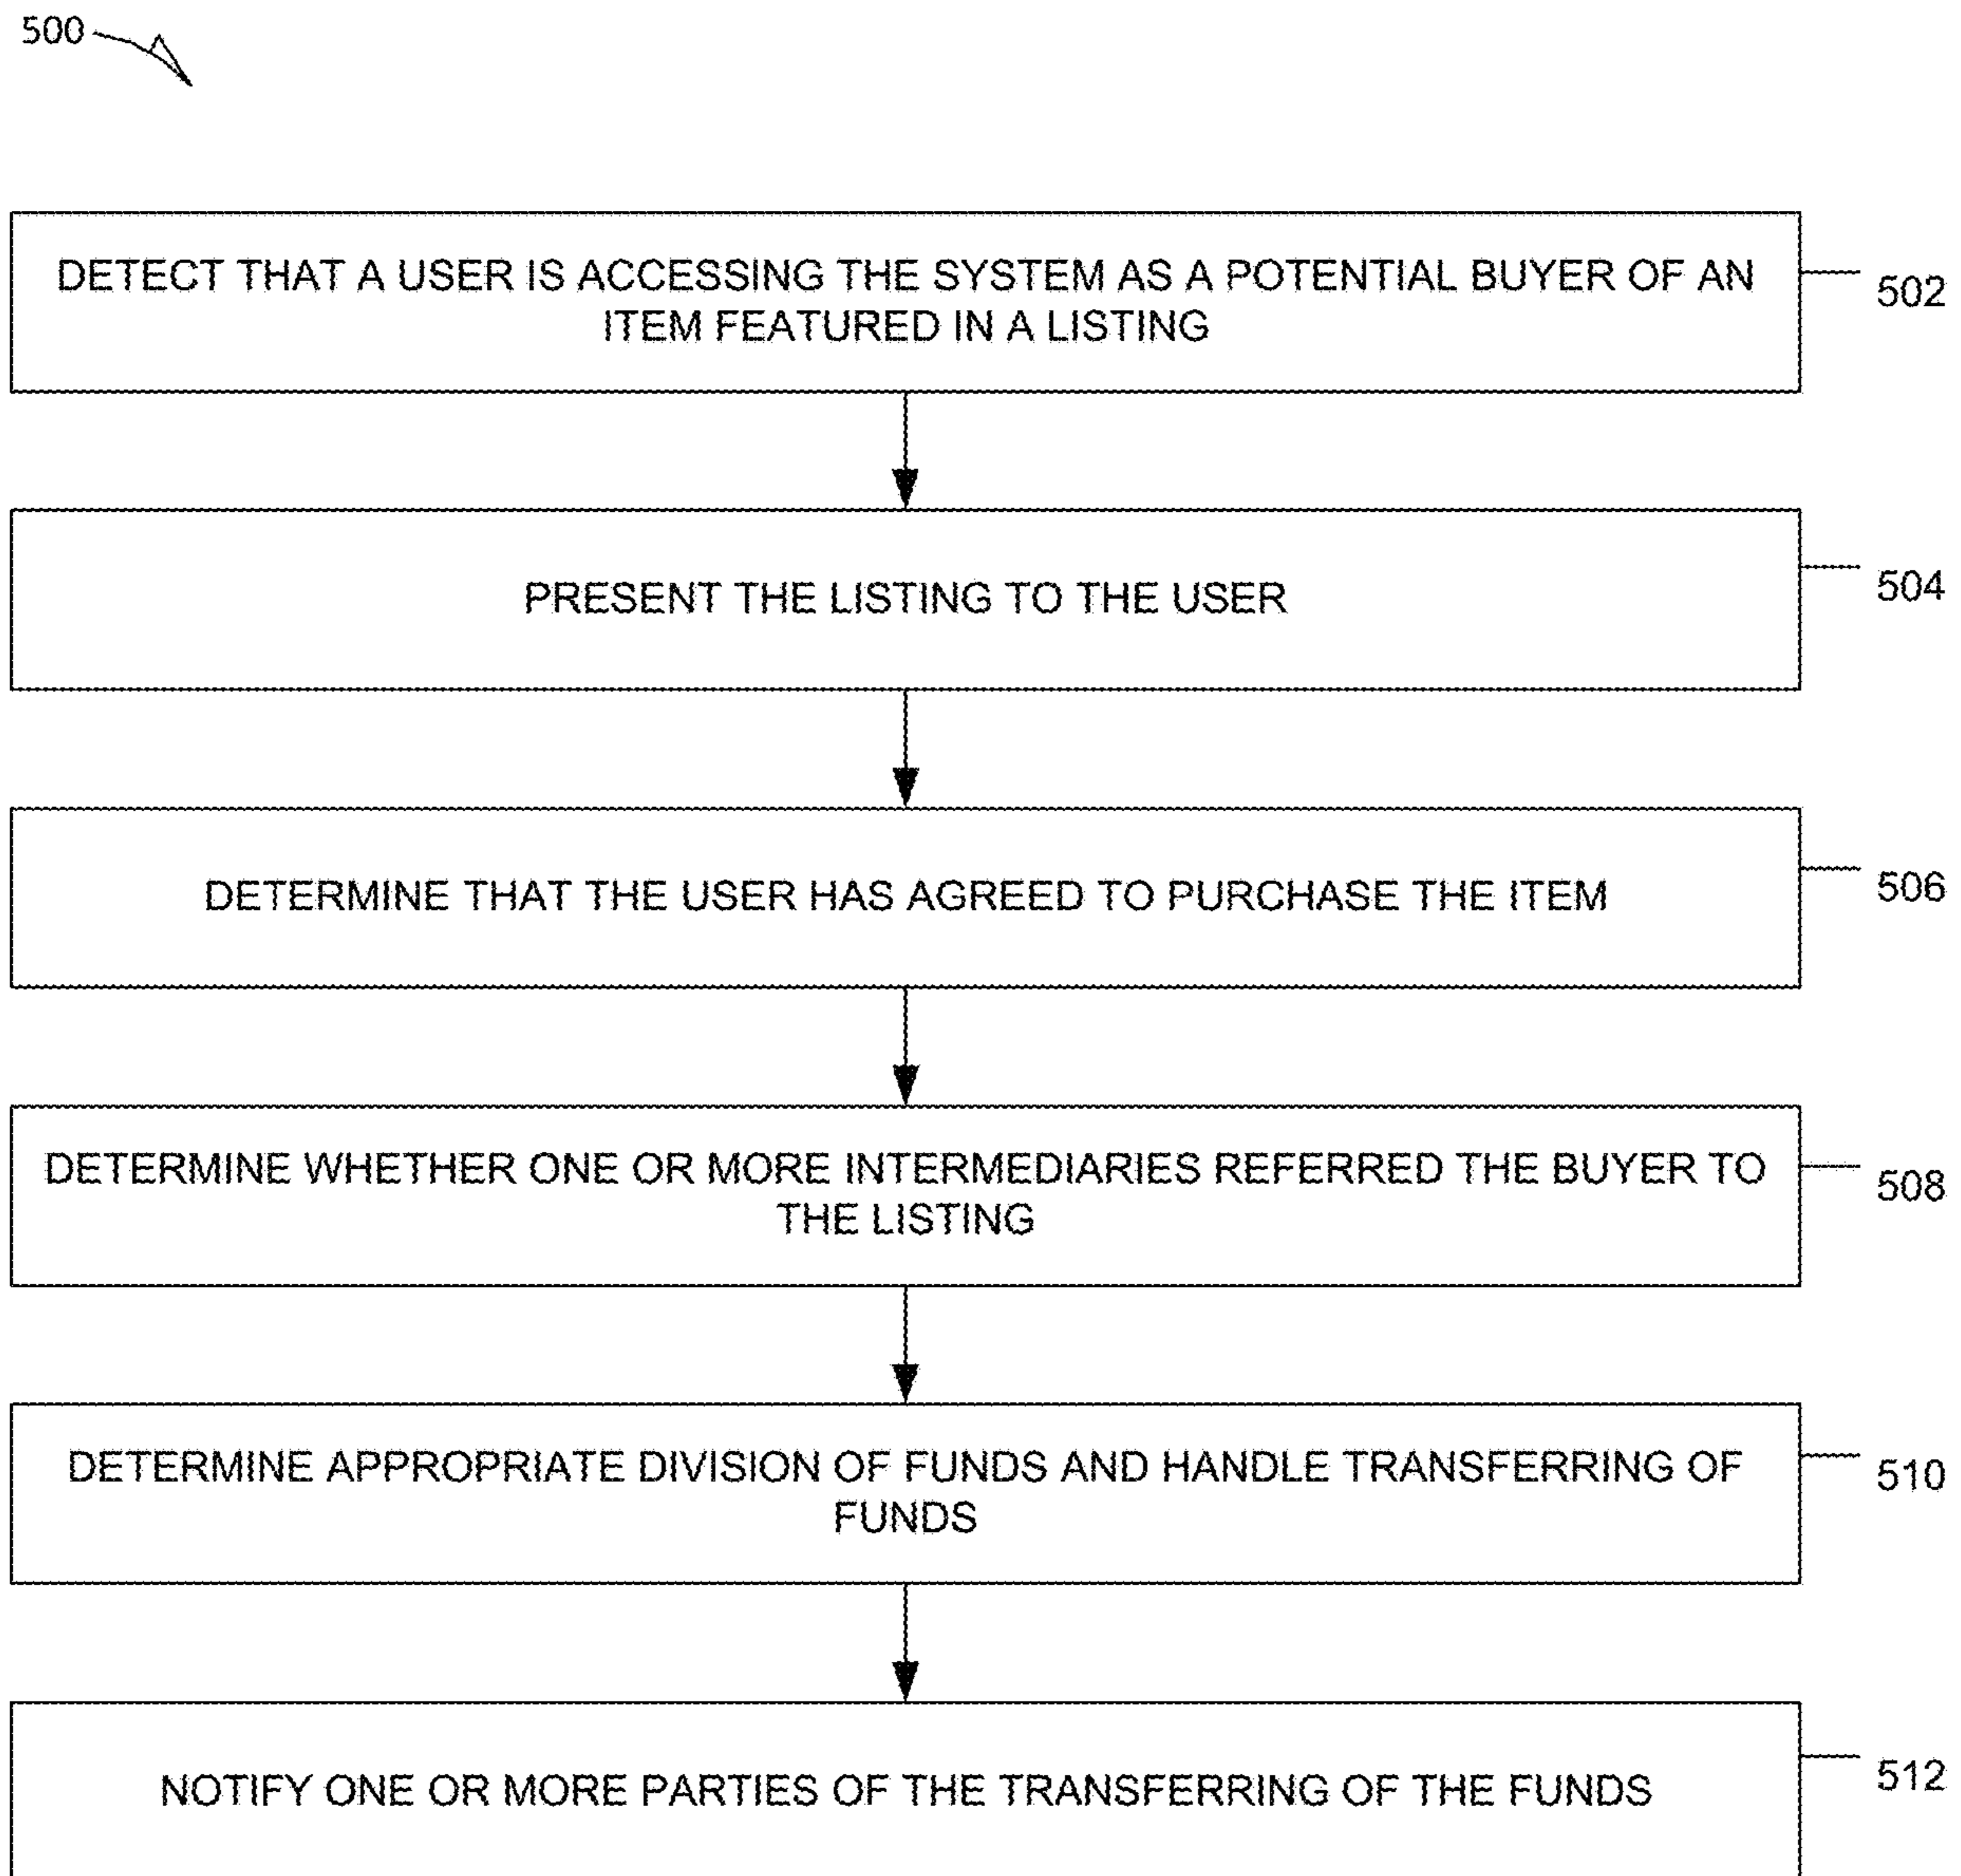 500
DETECT THAT A USER IS ACCESSING THE SYSTEM AS A POTENTIAL BUYER OF AN
ITEM FEATURED IN A LISTING
502
PRESENT THE LISTING TO THE USER
504
DETERMINE THAT THE USER HAS AGREED TO PURCHASE THE ITEM
506
DETERMINE WHETHER ONE OR MORE INTERMEDIARIES REFERRED THE BUYER TO
THE LISTING
508
DETERMINE APPROPRIATE DIVISION OF FUNDS AND HANDLE TRANSFERRING OF
FUNDS
510
NOTIFY ONE OR MORE PARTIES OF THE TRANSFERRING OF THE FUNDS
512